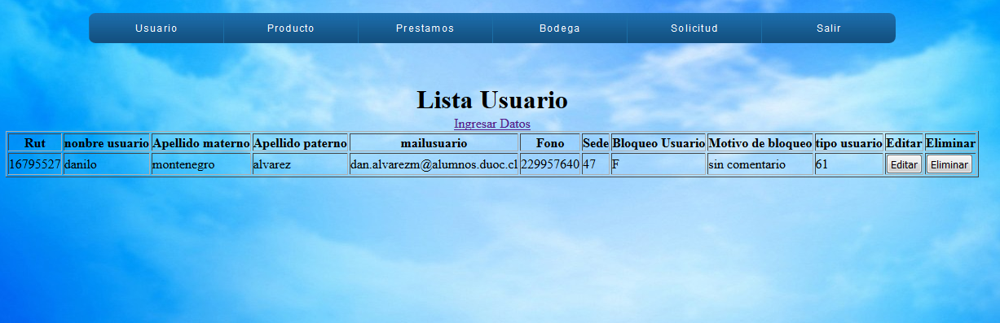 Usuario Producto Prestamos Bodega Solicitud Salir
Lista Usuario
Ingresar Datos
Rut nonbre usuario Apellido materno Apellido paterno mailusuario Fono Sede Bloqueo Usuario Motivo de bloqueo tipo usuario Editar Eliminar
16795527 danilo montenegro alvarez dan.alvarezm@alumnos.duoc.cl 229957640 47 F sin comentario 61 Editar Eliminar